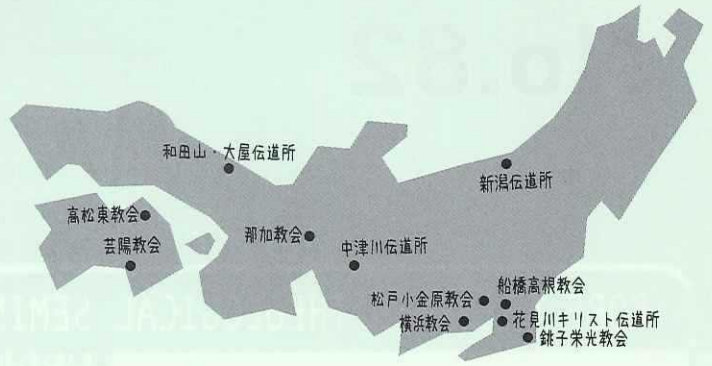 和田山・大屋伝道所
新潟伝道所
高松東教会
芸陽教会
那加教会
中津川伝道所
船橋高根教会
松戸小金原教会
横浜教会
花見川キリスト伝道所
銚子栄光教会